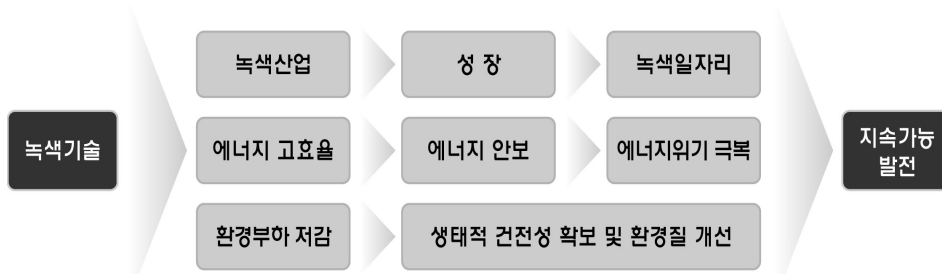 녹색기술
녹색산업
성 장
녹색일자리
에너지 고효율
에너지 안보
에너지위기 극복
환경부하 저감
생태적 건전성 확보 및 환경질 개선
지속가능
발전